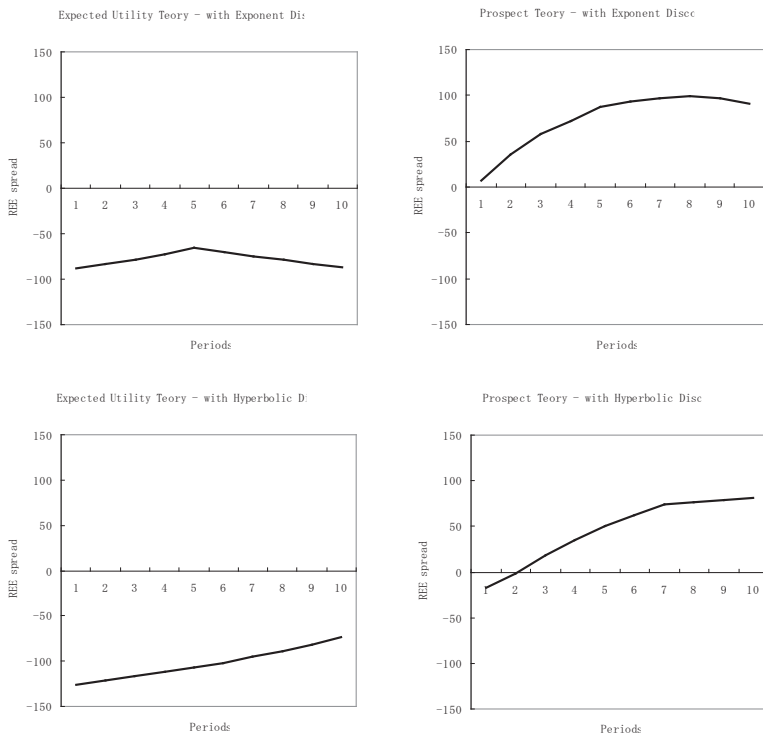 Expected Utility Teory - with Exponent Dis
150
100
50
0
-50
-100
-150
REE spread
1 2 3 4 5 6 7 8 9 10
Periods
Prospect Teory - with Exponent Disco
150
100
50
0
-50
-100
-150
REE spread
1 2 3 4 5 6 7 8 9 10
Periods
Expected Utility Teory - with Hyperbolic D
150
100
50
0
-50
-100
-150
REE spread
1 2 3 4 5 6 7 8 9 10
Periods
Prospect Teory - with Hyperbolic Disc
150
100
50
0
-50
-100
-150
REE spread
1 2 3 4 5 6 7 8 9 10
Periods